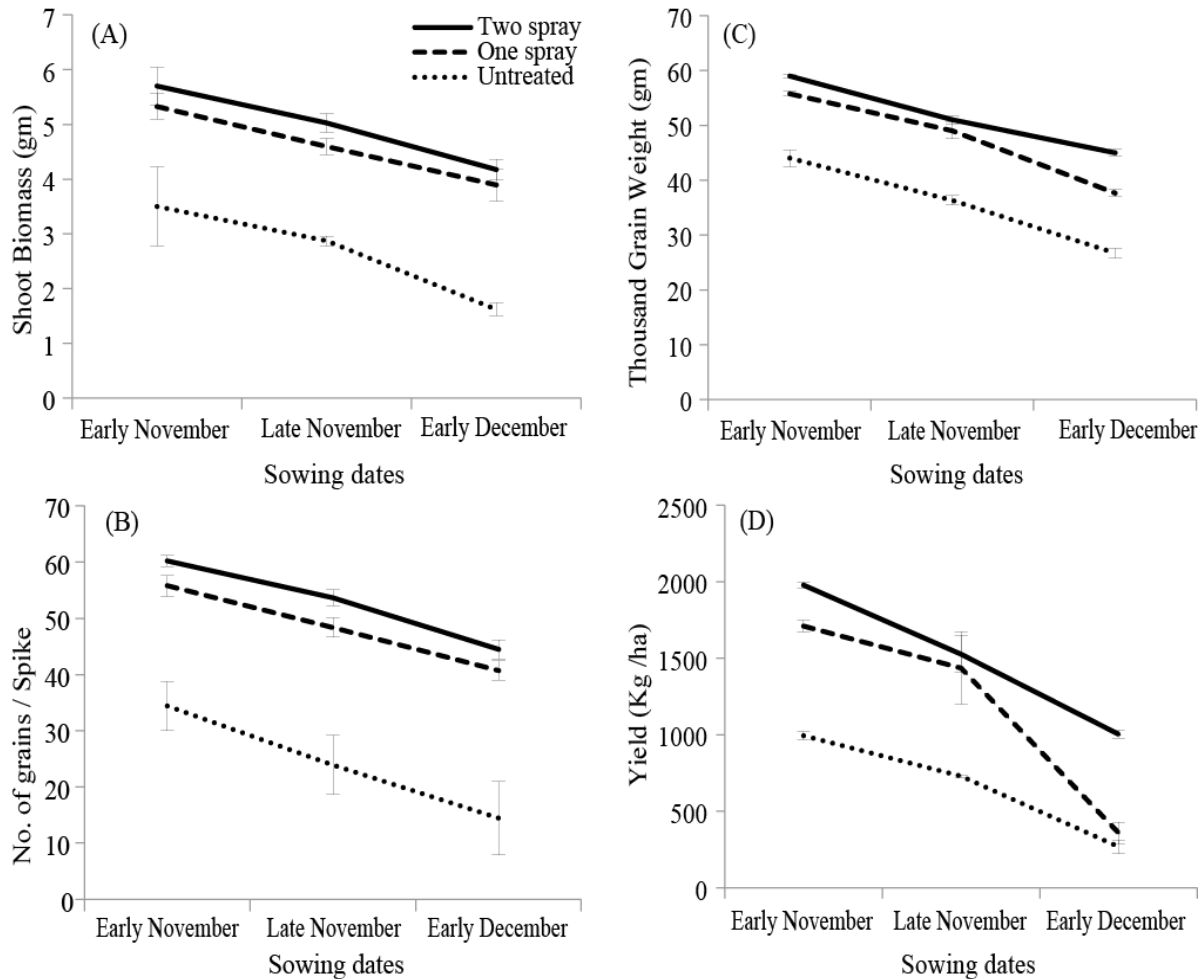 (A)
Two spray
One spray
Untreated
Shoot Biomass (gm)
7
6
5
4
3
2
1
0
Early November Late November Early December
Sowing dates
(C)
Thousand Grain Weight (gm)
70
60
50
40
30
20
10
0
Early November Late November Early December
Sowing dates
(B)
No. of grains / Spike
70
60
50
40
30
20
10
0
Early November Late November Early December
Sowing dates
(D)
Yield (Kg /ha)
2500
2000
1500
1000
500
0
Early November Late November Early December
Sowing dates